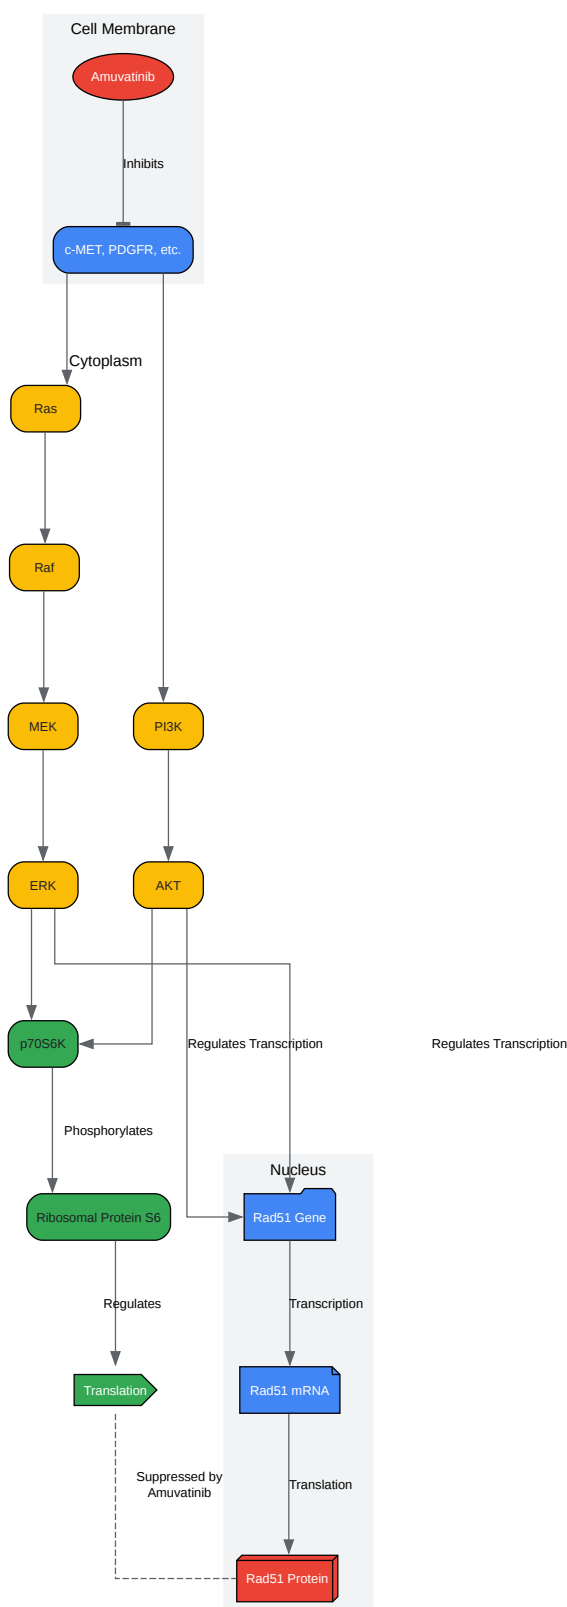 Cell Membrane
Amuvatinib
Inhibits
c-MET, PDGFR, etc.
Cytoplasm
Ras
Raf
MEK
PI3K
ERK
AKT
p70S6K
Regulates Transcription
Regulates Transcription
Phosphorylates
Nucleus
Ribosomal Protein S6
Rad51 Gene
Regulates
Transcription
Translation
Rad51 mRNA
Suppressed by
Amuvatinib
Translation
Rad51 Protein